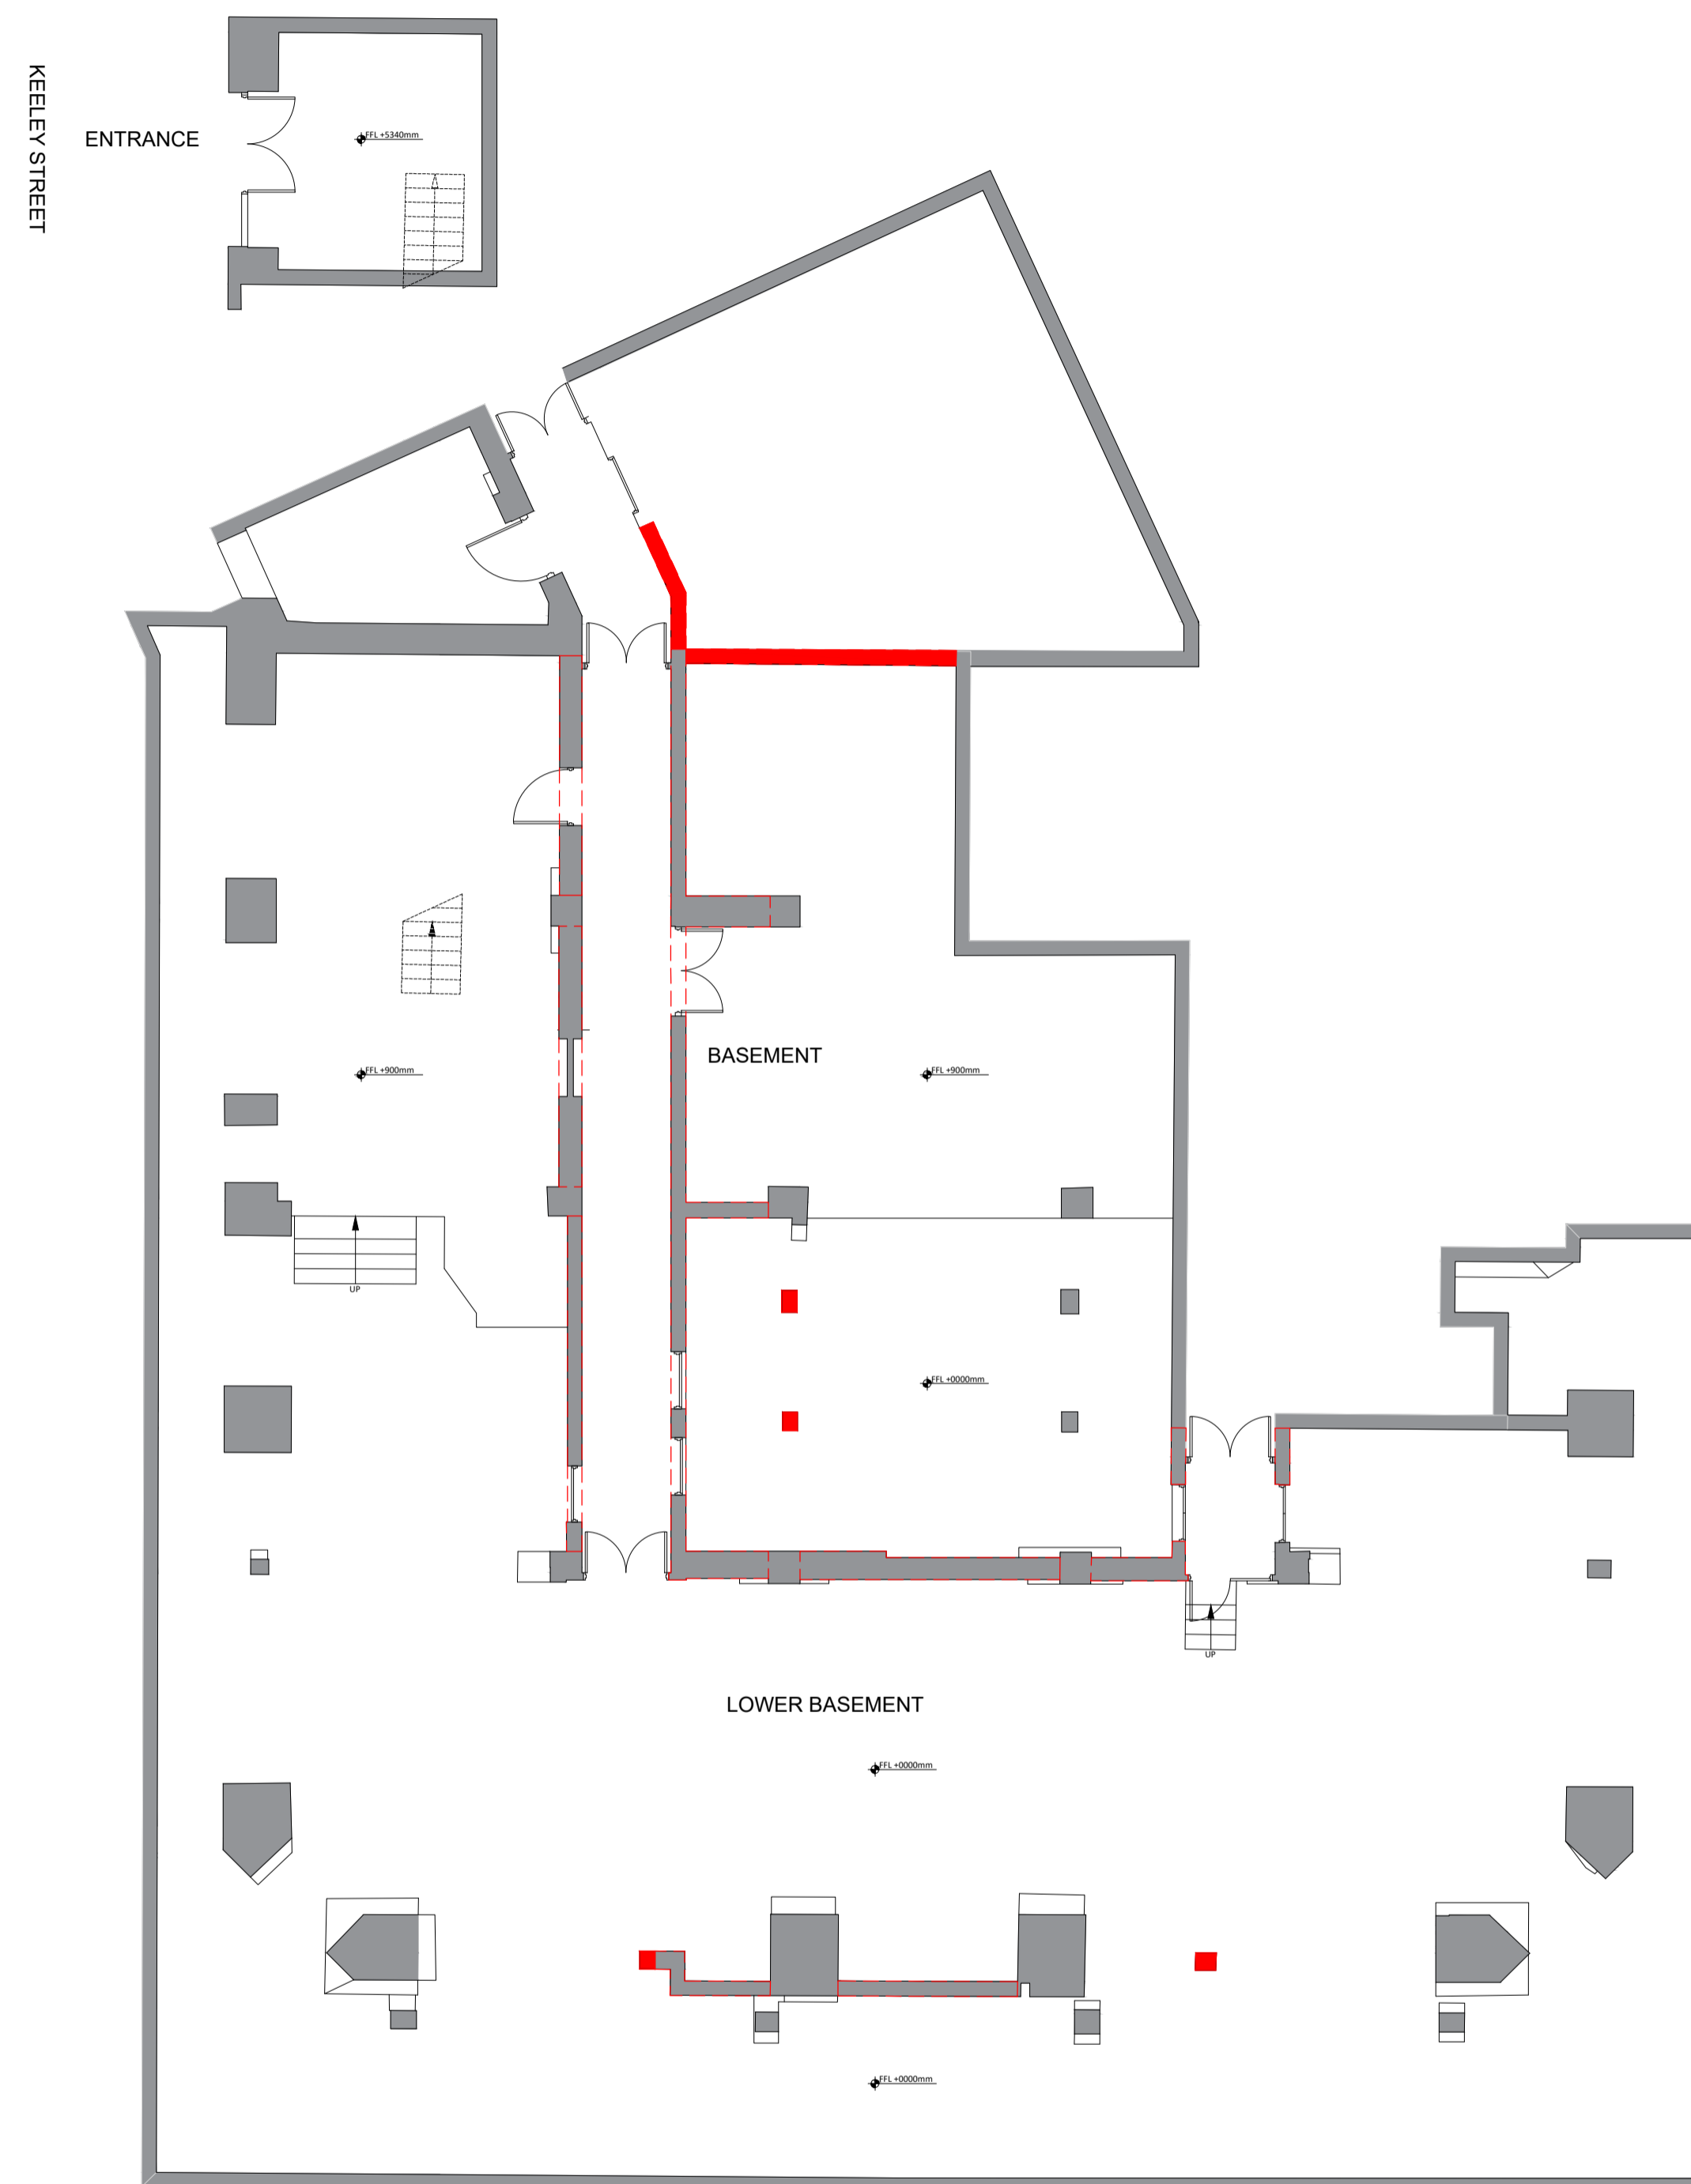 KEELEY STREET
ENTRANCE
FFL +5340mm
BASEMENT
FFL +900mm
FFL +900mm
UP
FFL +0000mm
UP
LOWER BASEMENT
FFL +0000mm
FFL +0000mm